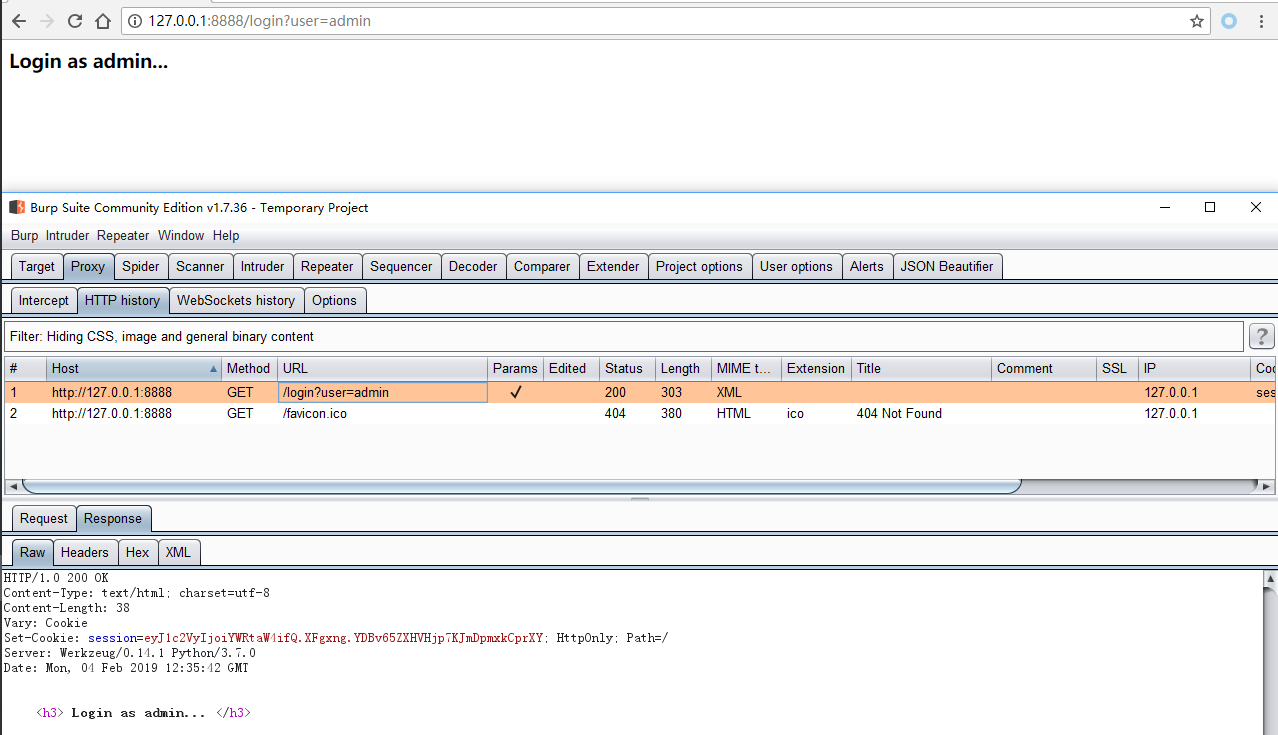 127.0.0.1:8888/login?user=admin
Login as admin...
Burp Suite Community Edition v1.7.36 - Temporary Project
Burp Intruder Repeater Window Help
Target Proxy Spider Scanner Intruder Repeater Sequencer Decoder Comparer Extender Project options User options Alerts JSON Beautifier
Intercept HTTP history WebSockets history Options
Filter: Hiding CSS, image and general binary content ?
# Host Method URL Params Edited Status Length MIME t... Extension Title Comment SSL IP Coo
1 http://127.0.0.1:8888 GET /login?user=admin ✓ 200 303 XML 127.0.0.1 ses
2 http://127.0.0.1:8888 GET /favicon.ico 404 380 HTML ico 404 Not Found 127.0.0.1
Request Response
Raw Headers Hex XML
HTTP/1.0 200 OK
Content-Type: text/html; charset=utf-8
Content-Length: 38
Vary: Cookie
Set-Cookie: session=eyJ1c2VyIjoiYWRtaW4ifQ.XFgxng.YDBv65ZXHVHjp7KJmDpmxkCprXY; HttpOnly; Path=/
Server: Werkzeug/0.14.1 Python/3.7.0
Date: Mon, 04 Feb 2019 12:35:42 GMT
<h3> Login as admin... </h3>